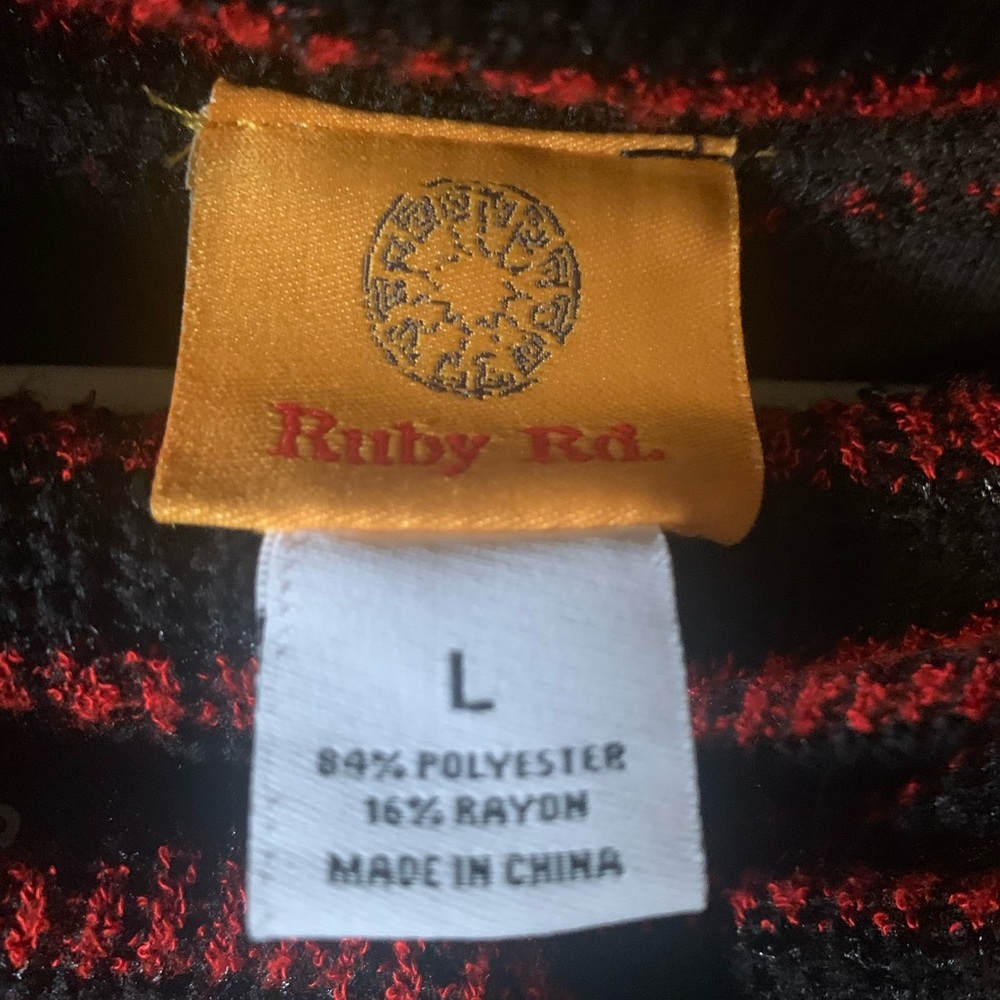 Ruby Rd.
L
84% POLYESTER
16% RAYON
MADE IN CHINA